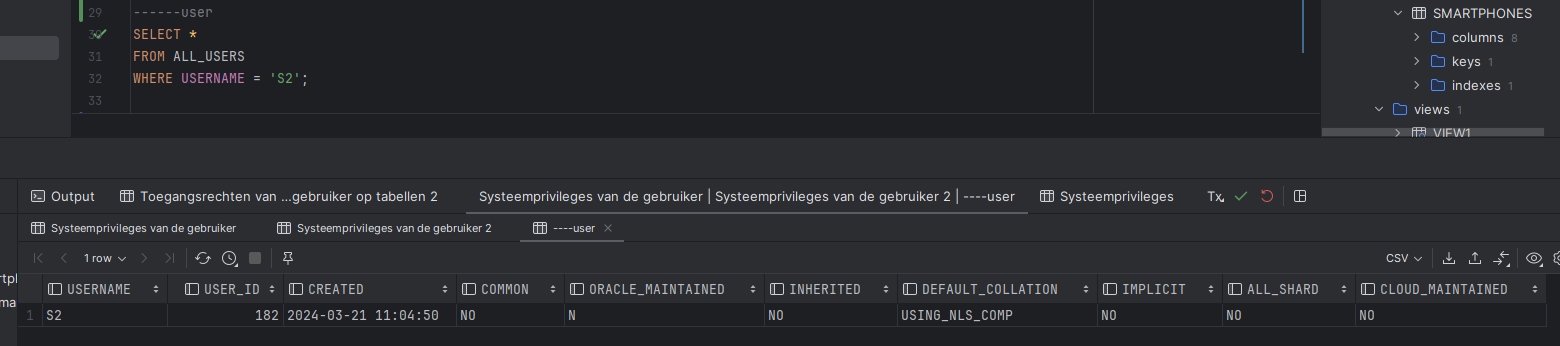 29 ------user
30 SELECT *
31 FROM ALL_USERS
32 WHERE USERNAME = 'S2';
33
SMARTPHONES
columns 8
keys 1
indexes 1
views 1
VIEW1
Output Toegangsrechten van ...gebruiker op tabellen 2 Systeemprivileges van de gebruiker | Systeemprivileges van de gebruiker 2 | ----user Systeemprivileges Tx
Systeemprivileges van de gebruiker Systeemprivileges van de gebruiker 2 ----user
1 row CSV
USERNAME USER_ID CREATED COMMON ORACLE_MAINTAINED INHERITED DEFAULT_COLLATION IMPLICIT ALL_SHARD CLOUD_MAINTAINED
1 S2 182 2024-03-21 11:04:50 NO N NO USING_NLS_COMP NO NO NO